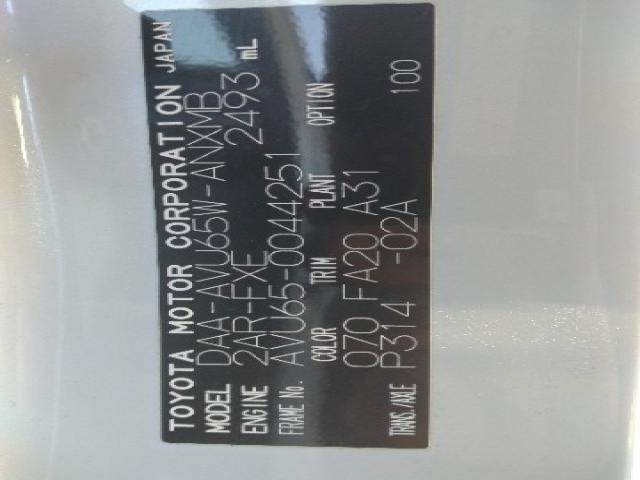 TOYOTA MOTOR CORPORATION JAPAN
MODEL DAA-AVU65W-ANXMB
ENGINE 2AR-FXE 2493 mL
FRAME No. AVU65-0044251
COLOR TRIM PLANT OPTION
070 FA20 A31
TRANS./AXLE P314 -02A 100